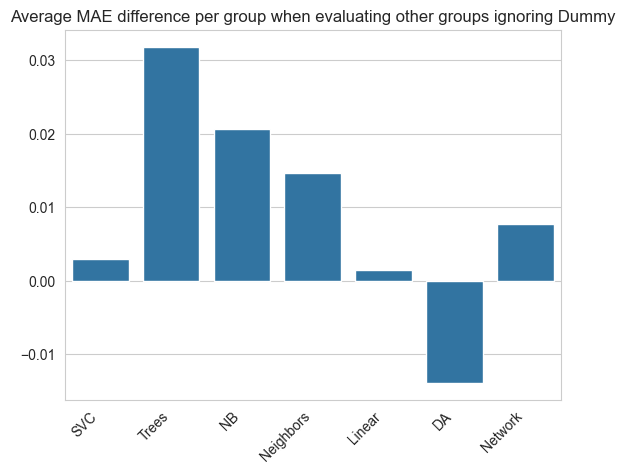 Average MAE difference per group when evaluating other groups ignoring Dummy
0.03
0.02
0.01
0.00
−0.01
SVC
Trees
NB
Neighbors
Linear
DA
Network